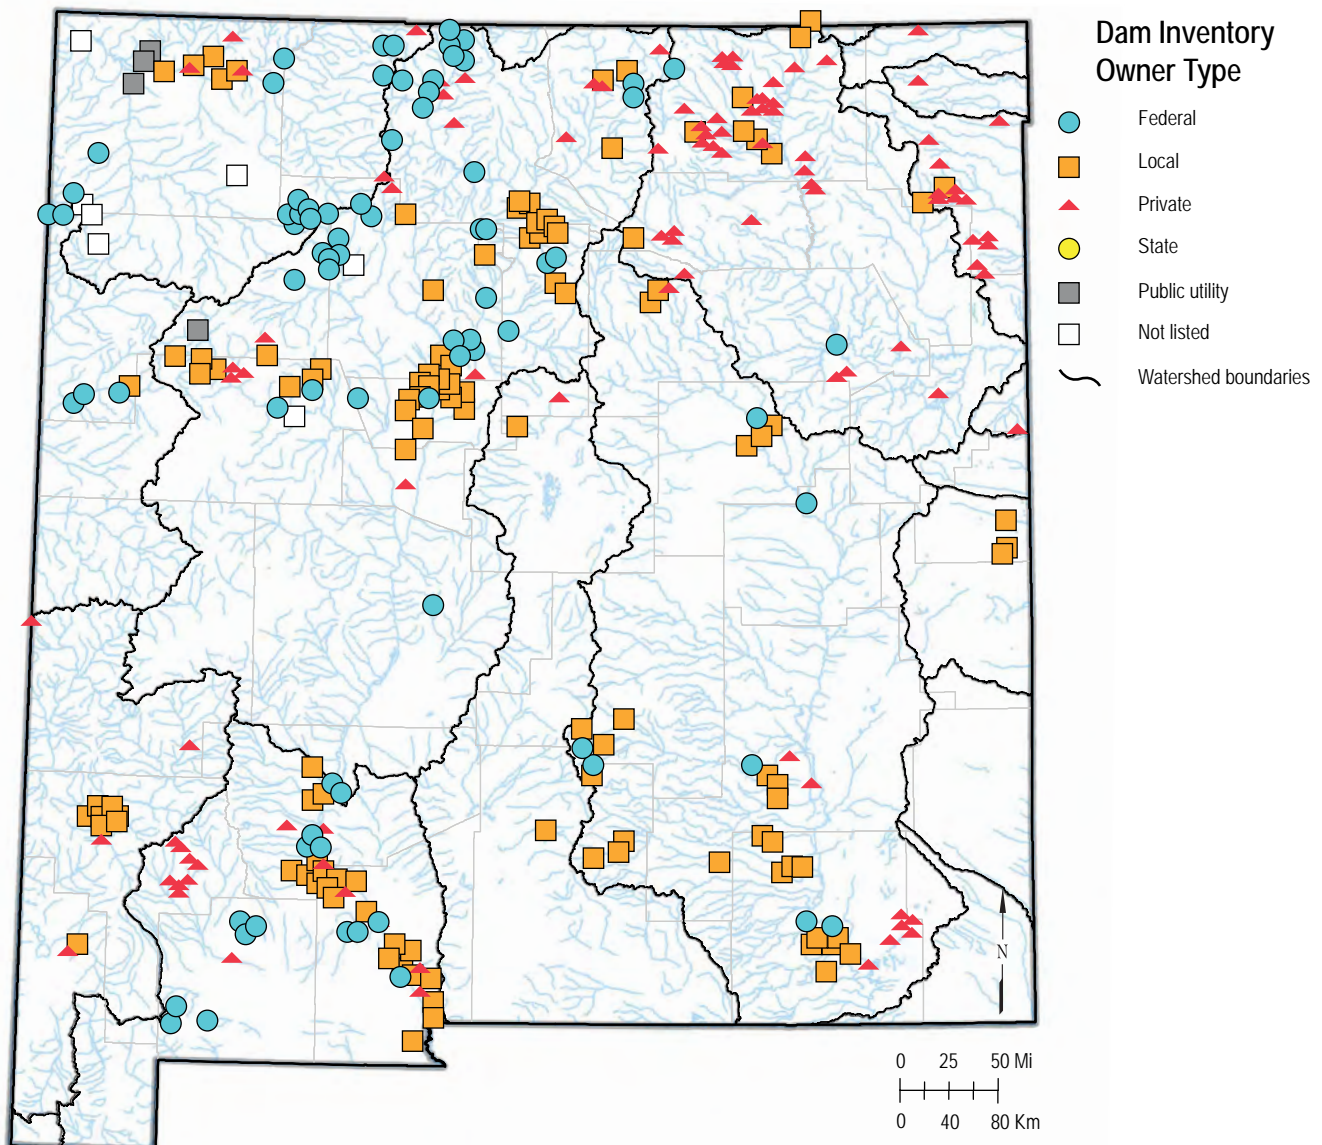 Dam Inventory
Owner Type
Federal
Local
Private
State
Public utility
Not listed
Watershed boundaries
N
0 25 50 Mi
0 40 80 Km